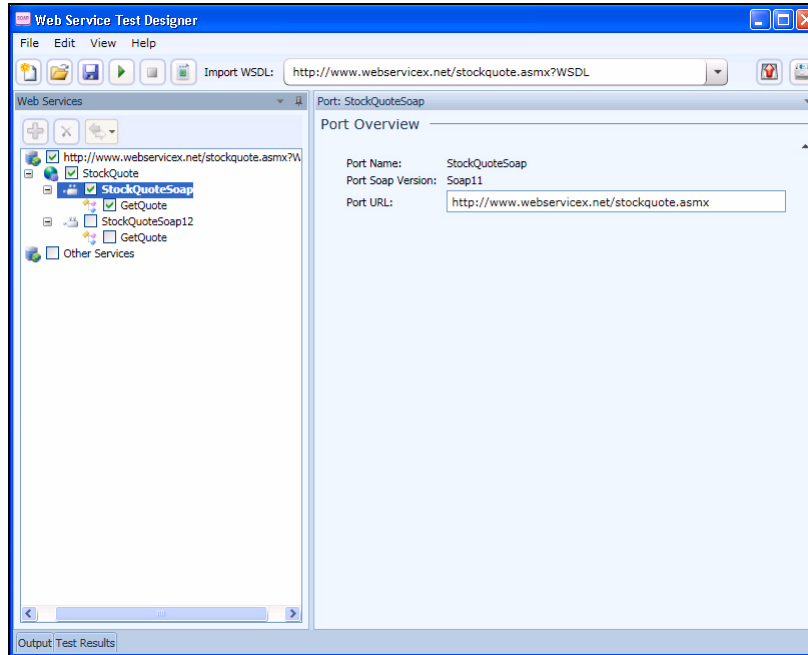 SOAP Web Service Test Designer
File Edit View Help
Import WSDL: http://www.webservicex.net/stockquote.asmx?WSDL
Web Services
http://www.webservicex.net/stockquote.asmx?W
StockQuote
StockQuoteSoap
GetQuote
StockQuoteSoap12
GetQuote
Other Services
Port: StockQuoteSoap
Port Overview
Port Name: StockQuoteSoap
Port Soap Version: Soap11
Port URL: http://www.webservicex.net/stockquote.asmx
Output Test Results